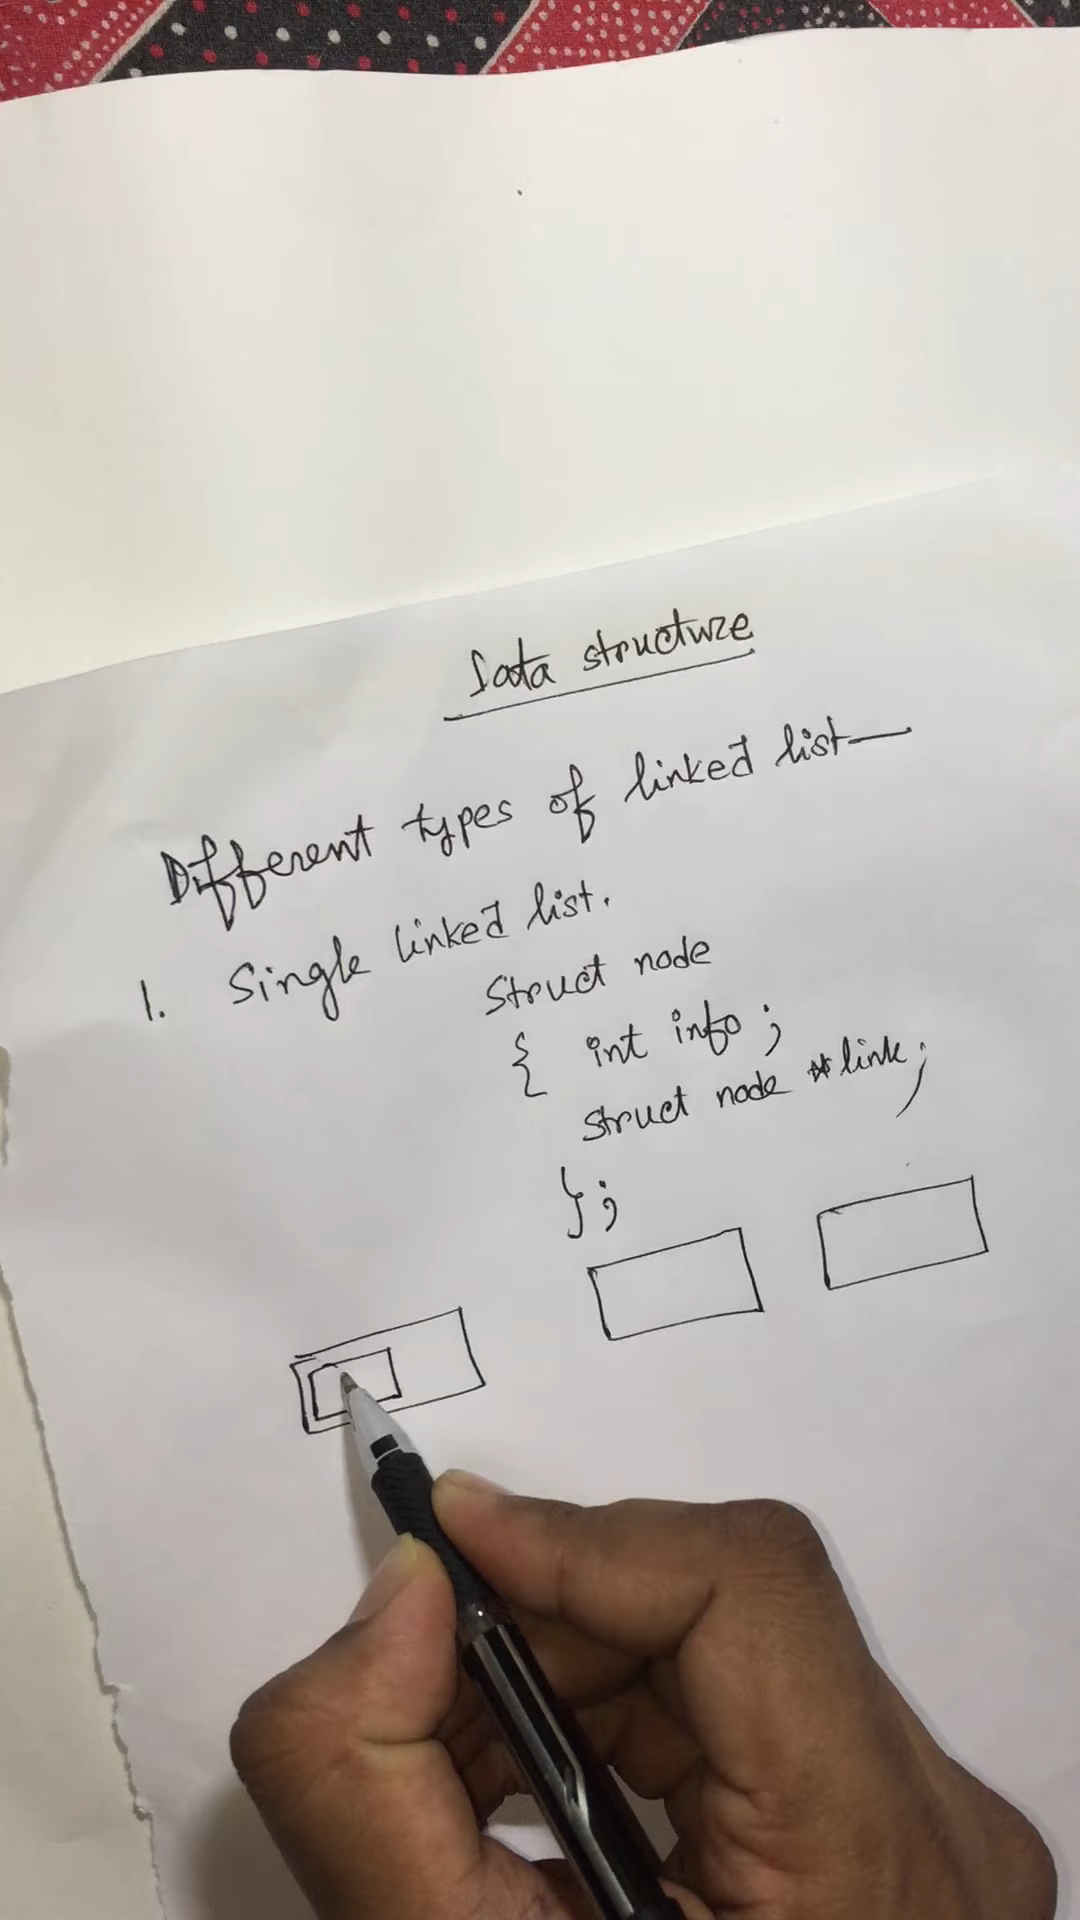 Data structure
Different types of linked list—
1. Single linked list.
struct node
{ int info;
struct node *link;
};